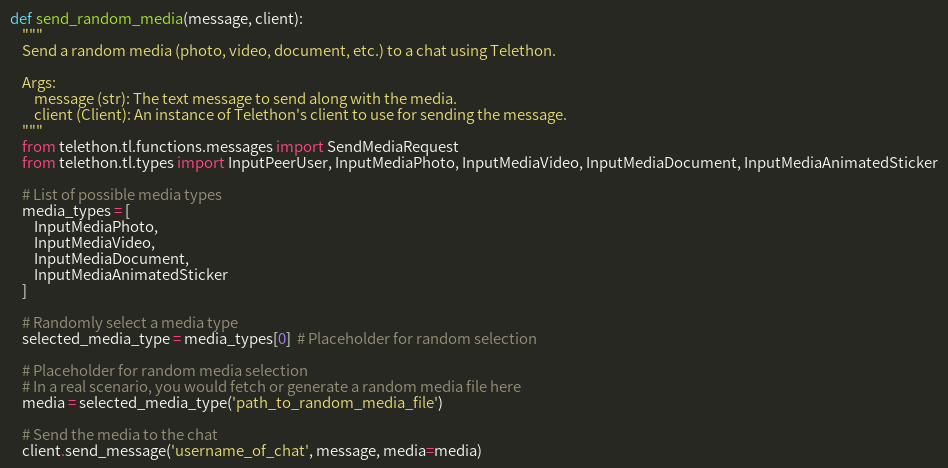 def send_random_media(message, client):
    """
    Send a random media (photo, video, document, etc.) to a chat using Telethon.

    Args:
        message (str): The text message to send along with the media.
        client (Client): An instance of Telethon's client to use for sending the message.
    """
    from telethon.tl.functions.messages import SendMediaRequest
    from telethon.tl.types import InputPeerUser, InputMediaPhoto, InputMediaVideo, InputMediaDocument, InputMediaAnimatedSticker

    # List of possible media types
    media_types = [
        InputMediaPhoto,
        InputMediaVideo,
        InputMediaDocument,
        InputMediaAnimatedSticker
    ]

    # Randomly select a media type
    selected_media_type = media_types[0]  # Placeholder for random selection

    # Placeholder for random media selection
    # In a real scenario, you would fetch or generate a random media file here
    media = selected_media_type('path_to_random_media_file')

    # Send the media to the chat
    client.send_message('username_of_chat', message, media=media)